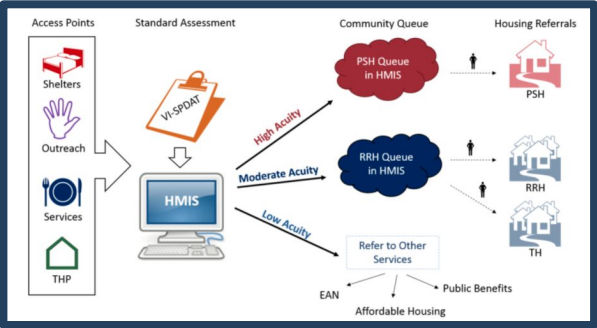 Access Points
Standard Assessment
Community Queue
Housing Referrals
Shelters
Outreach
Services
THP
VI-SPDAT
HMIS
High Acuity
Moderate Acuity
Low Acuity
PSH Queue
in HMIS
RRH Queue
in HMIS
Refer to Other
Services
EAN
Affordable Housing
Public Benefits
PSH
RRH
TH